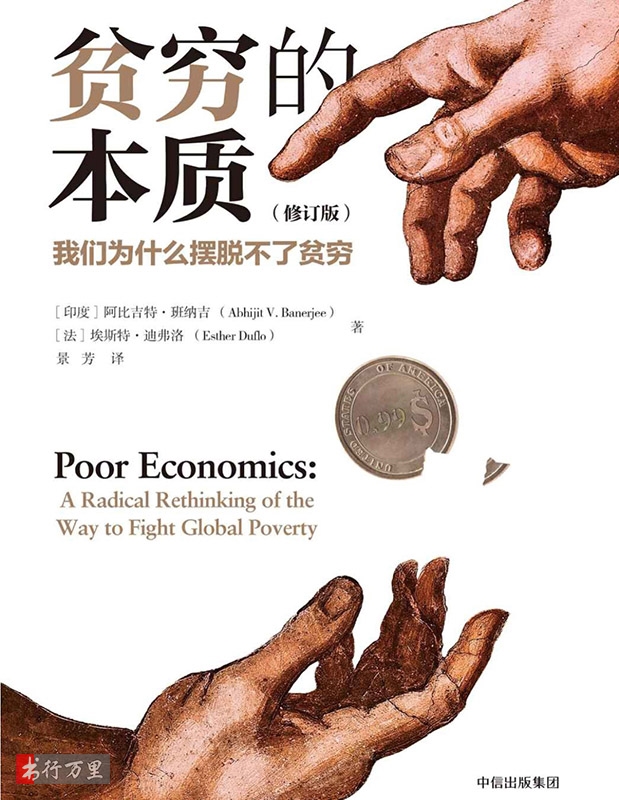 贫穷的
本质
（修订版）
我们为什么摆脱不了贫穷
［印度］阿比吉特·班纳吉（Abhijit V. Banerjee）
［法］埃斯特·迪弗洛（Esther Duflo）
著
景 芳 译
UNITED STATES OF AMERICA
0.99$
Poor Economics:
A Radical Rethinking of the
Way to Fight Global Poverty
书行万里
中信出版集团